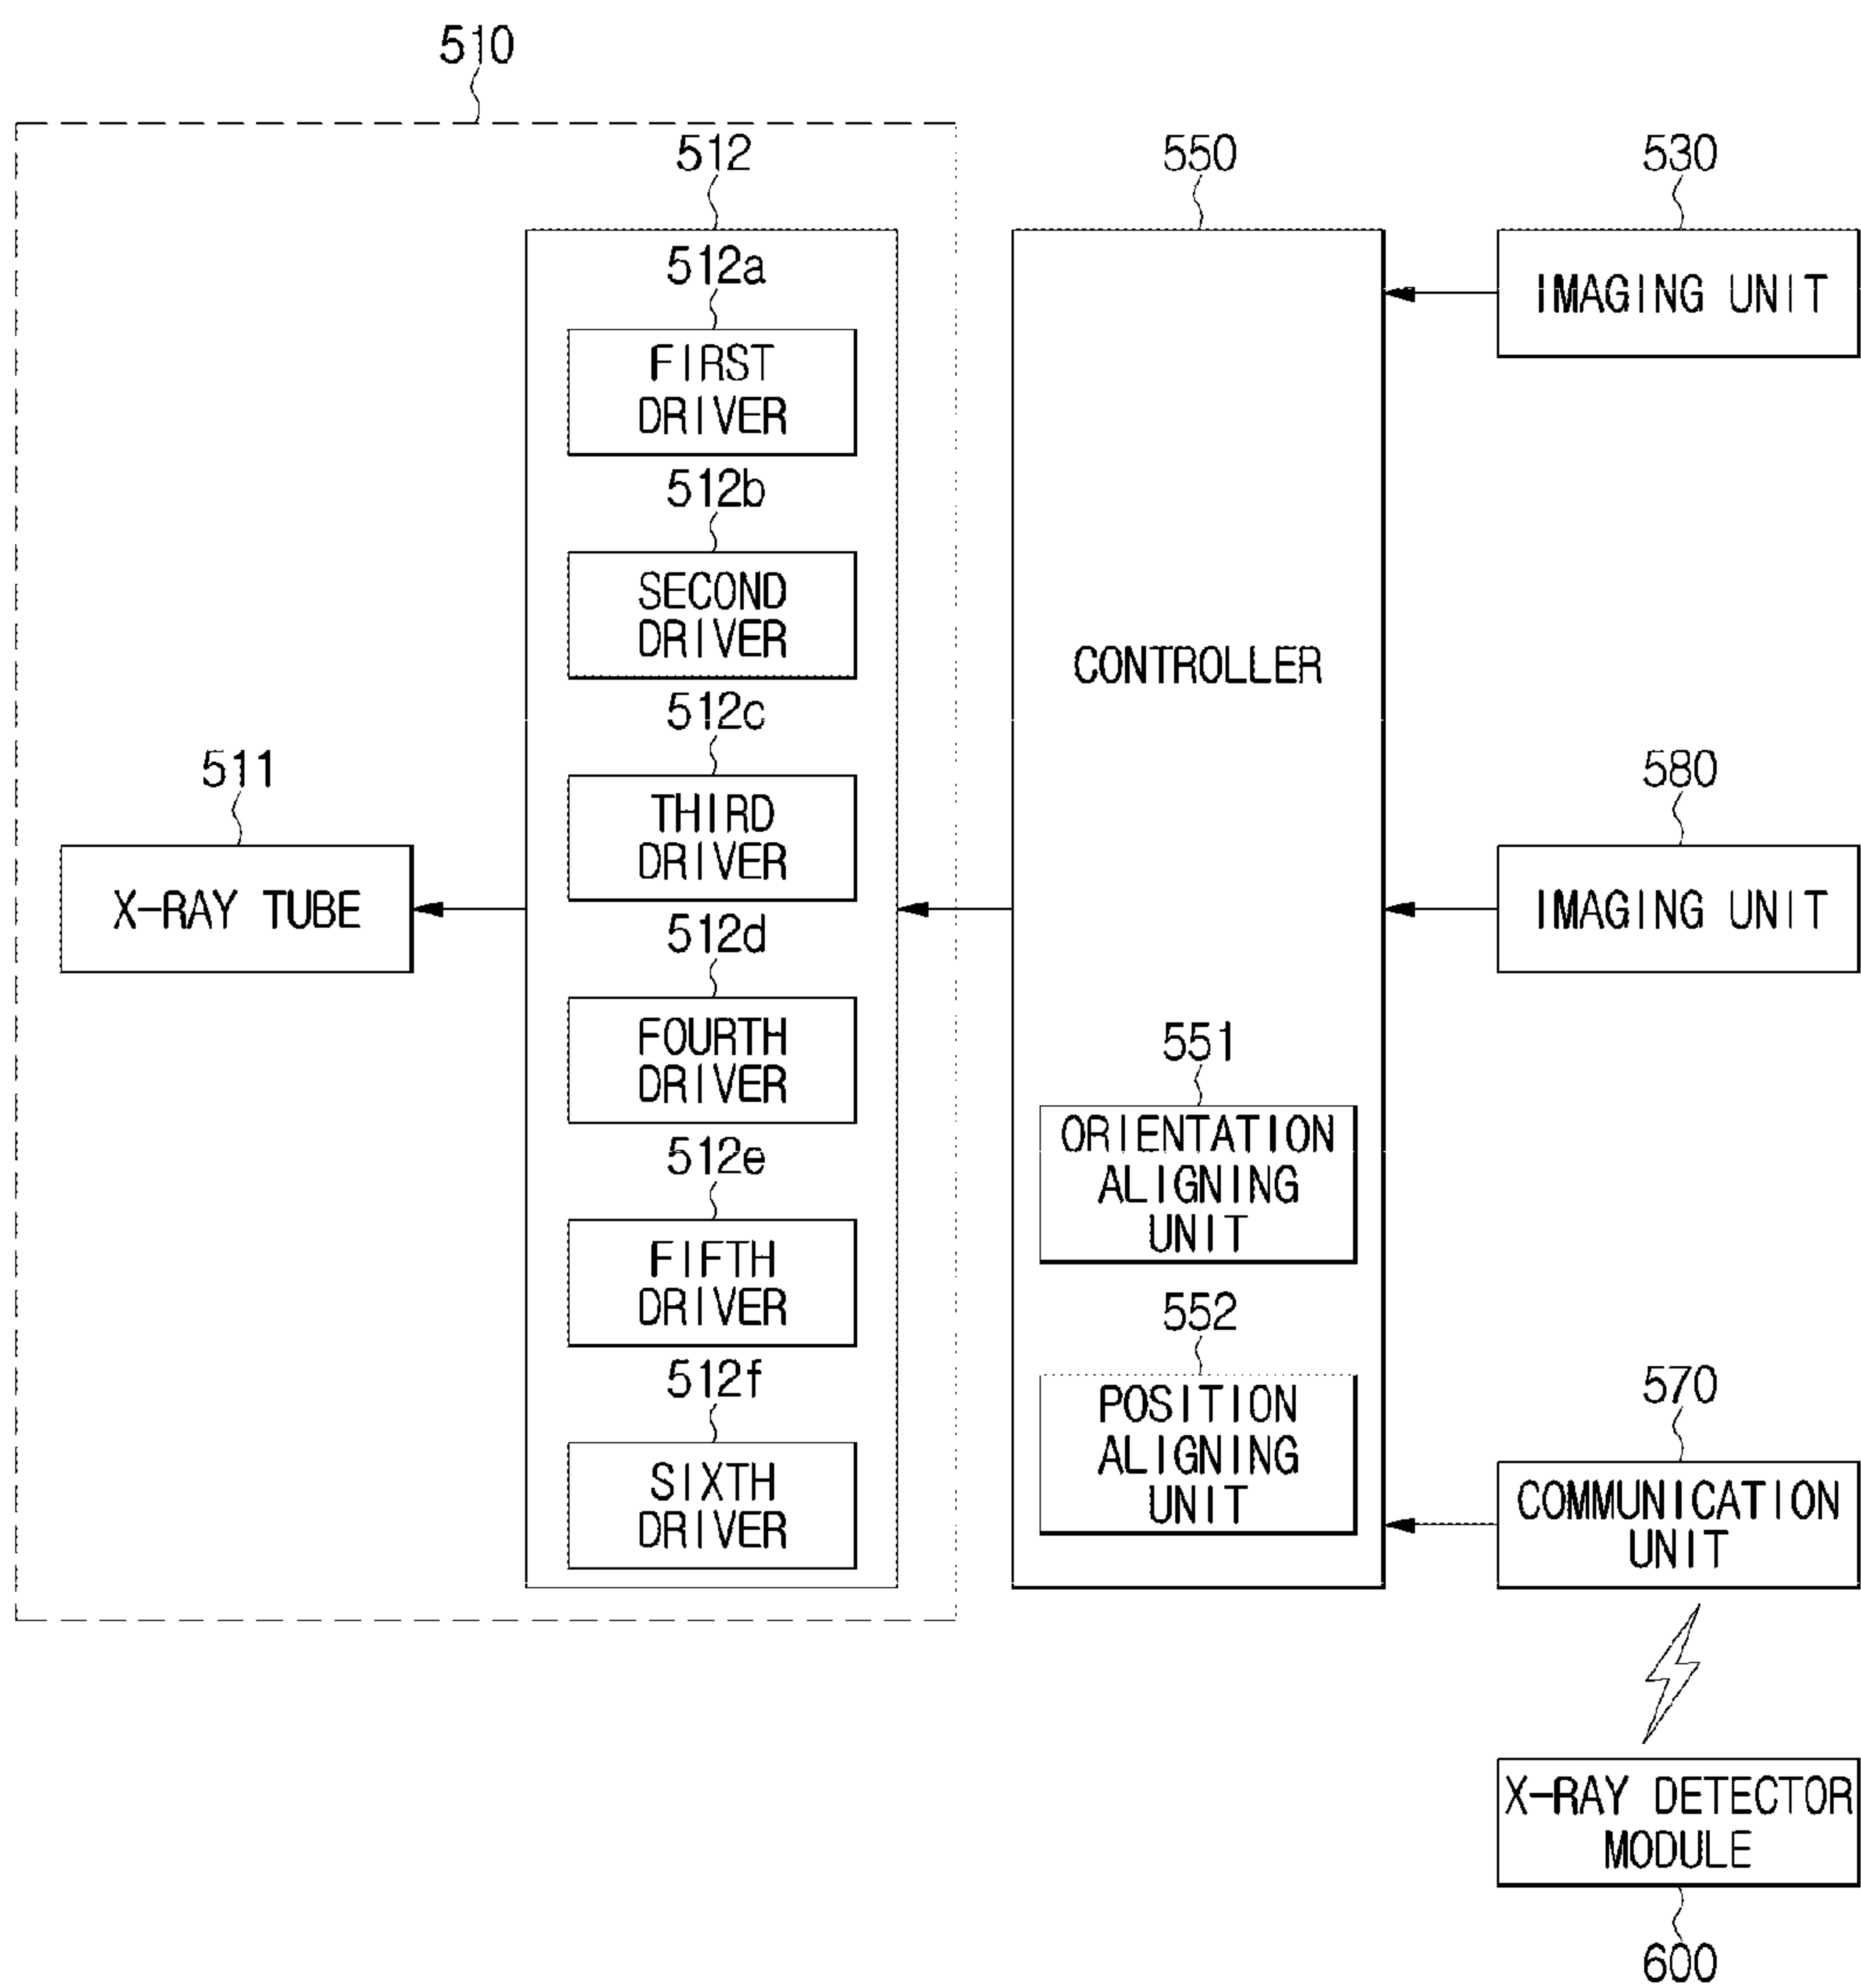 510
512
550
530
512a
IMAGING UNIT
FIRST
DRIVER
512b
SECOND
DRIVER
CONTROLLER
512c
511
580
THIRD
DRIVER
X-RAY TUBE
IMAGING UNIT
512d
FOURTH
DRIVER
551
ORIENTATION
ALIGNING
UNIT
512e
FIFTH
DRIVER
552
512f
570
POSITION
ALIGNING
UNIT
SIXTH
DRIVER
COMMUNICATION
UNIT
X-RAY DETECTOR
MODULE
600